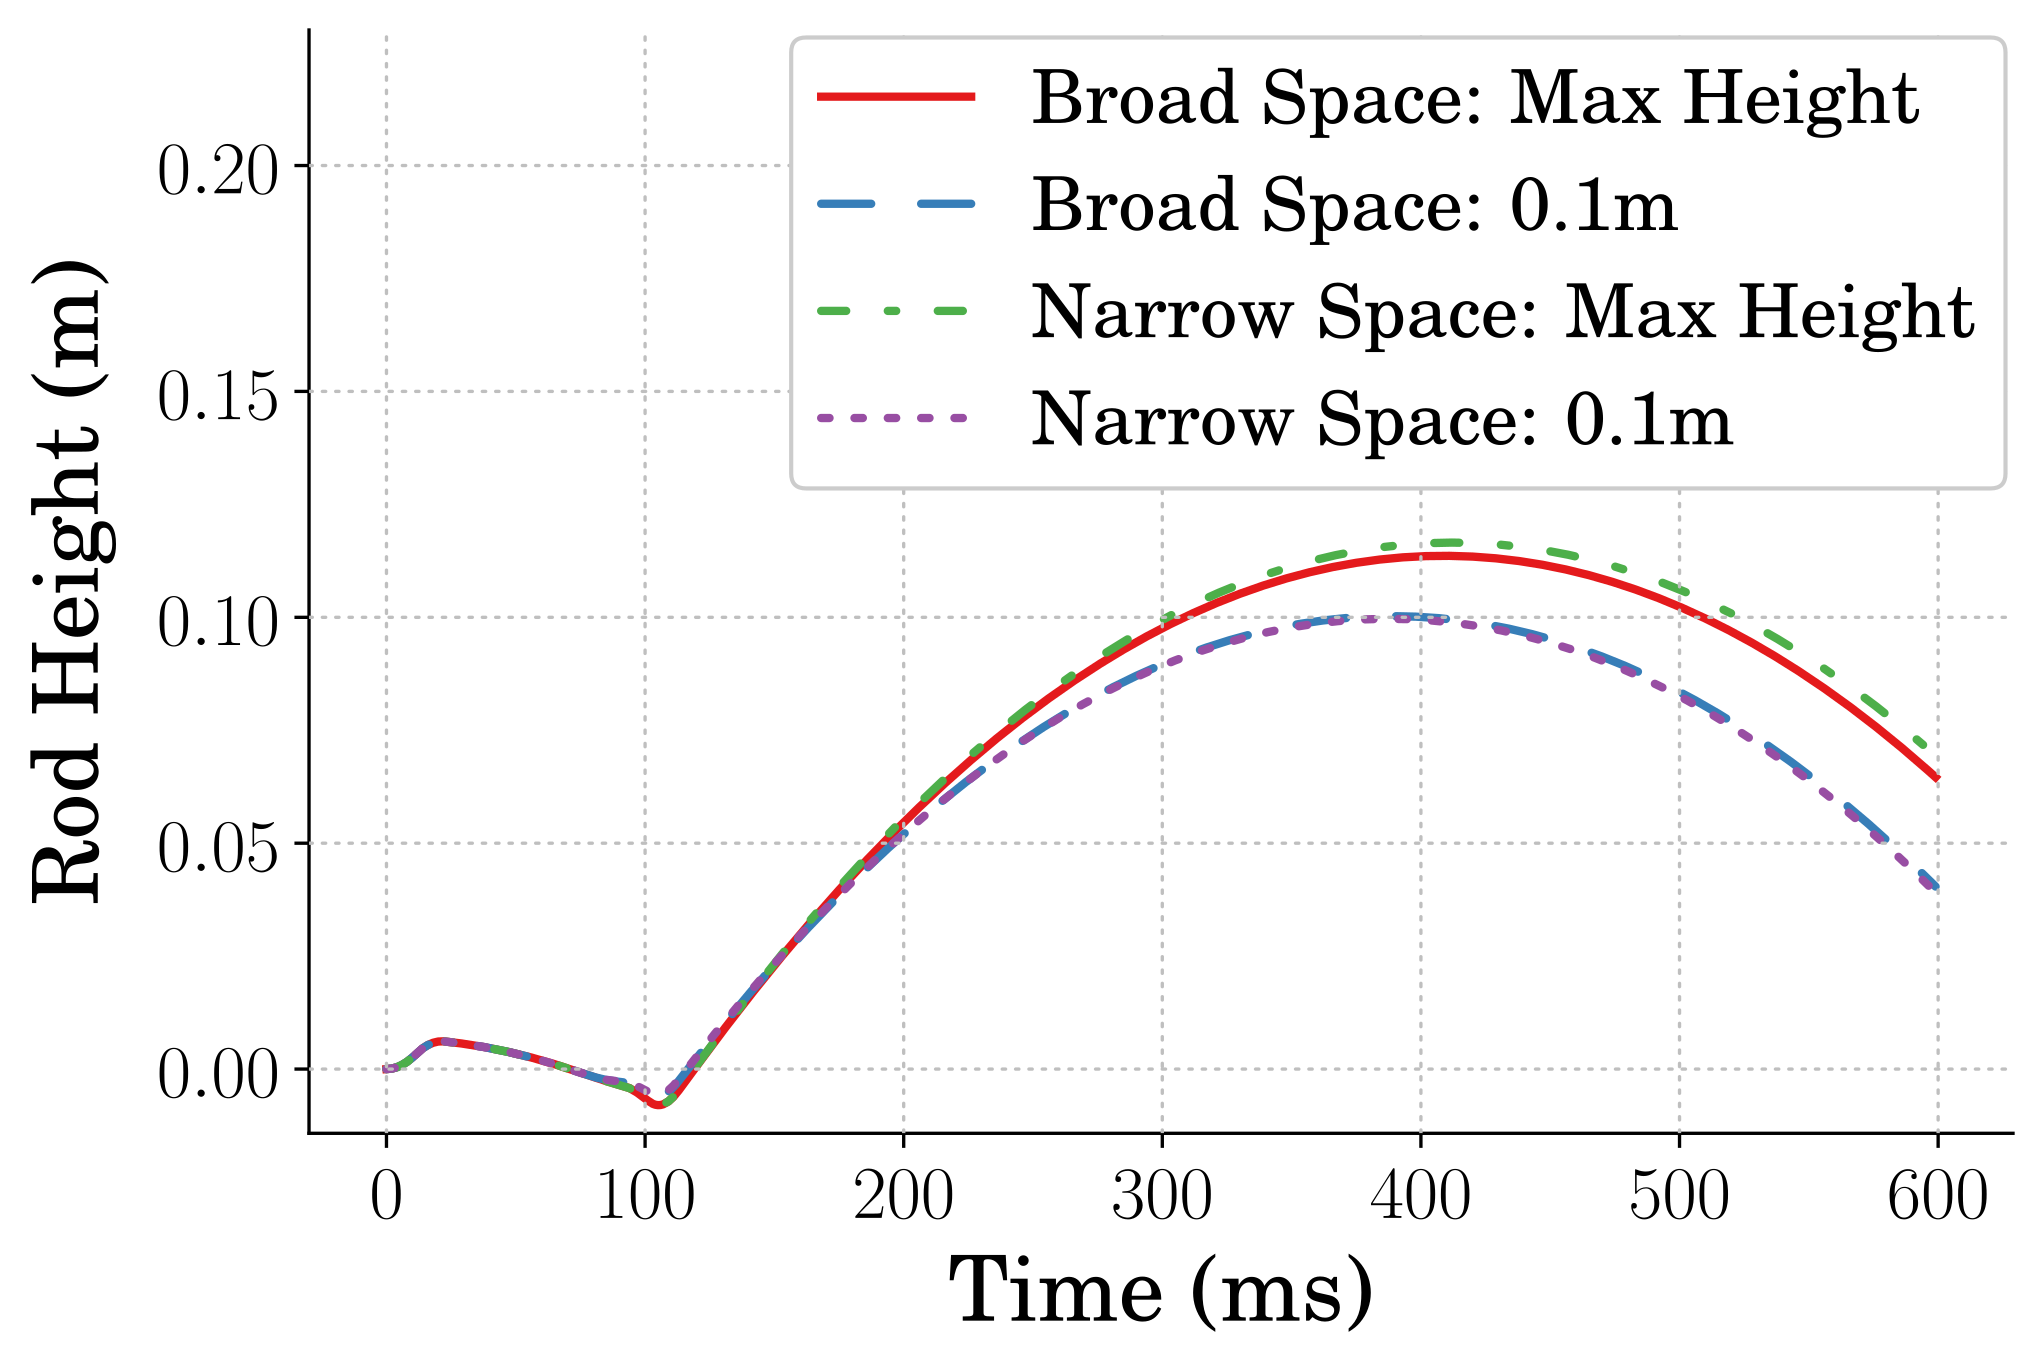 Broad Space: Max Height
Broad Space: 0.1m
Narrow Space: Max Height
Narrow Space: 0.1m
Rod Height (m)
0.20
0.15
0.10
0.05
0.00
0 100 200 300 400 500 600
Time (ms)